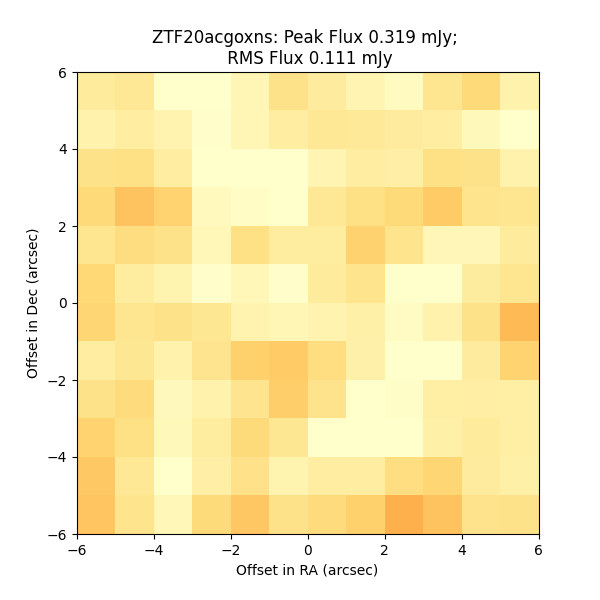 ZTF20acgoxns: Peak Flux 0.319 mJy;
RMS Flux 0.111 mJy
6
4
2
0
−2
−4
−6
Offset in Dec (arcsec)
−6 −4 −2 0 2 4 6
Offset in RA (arcsec)